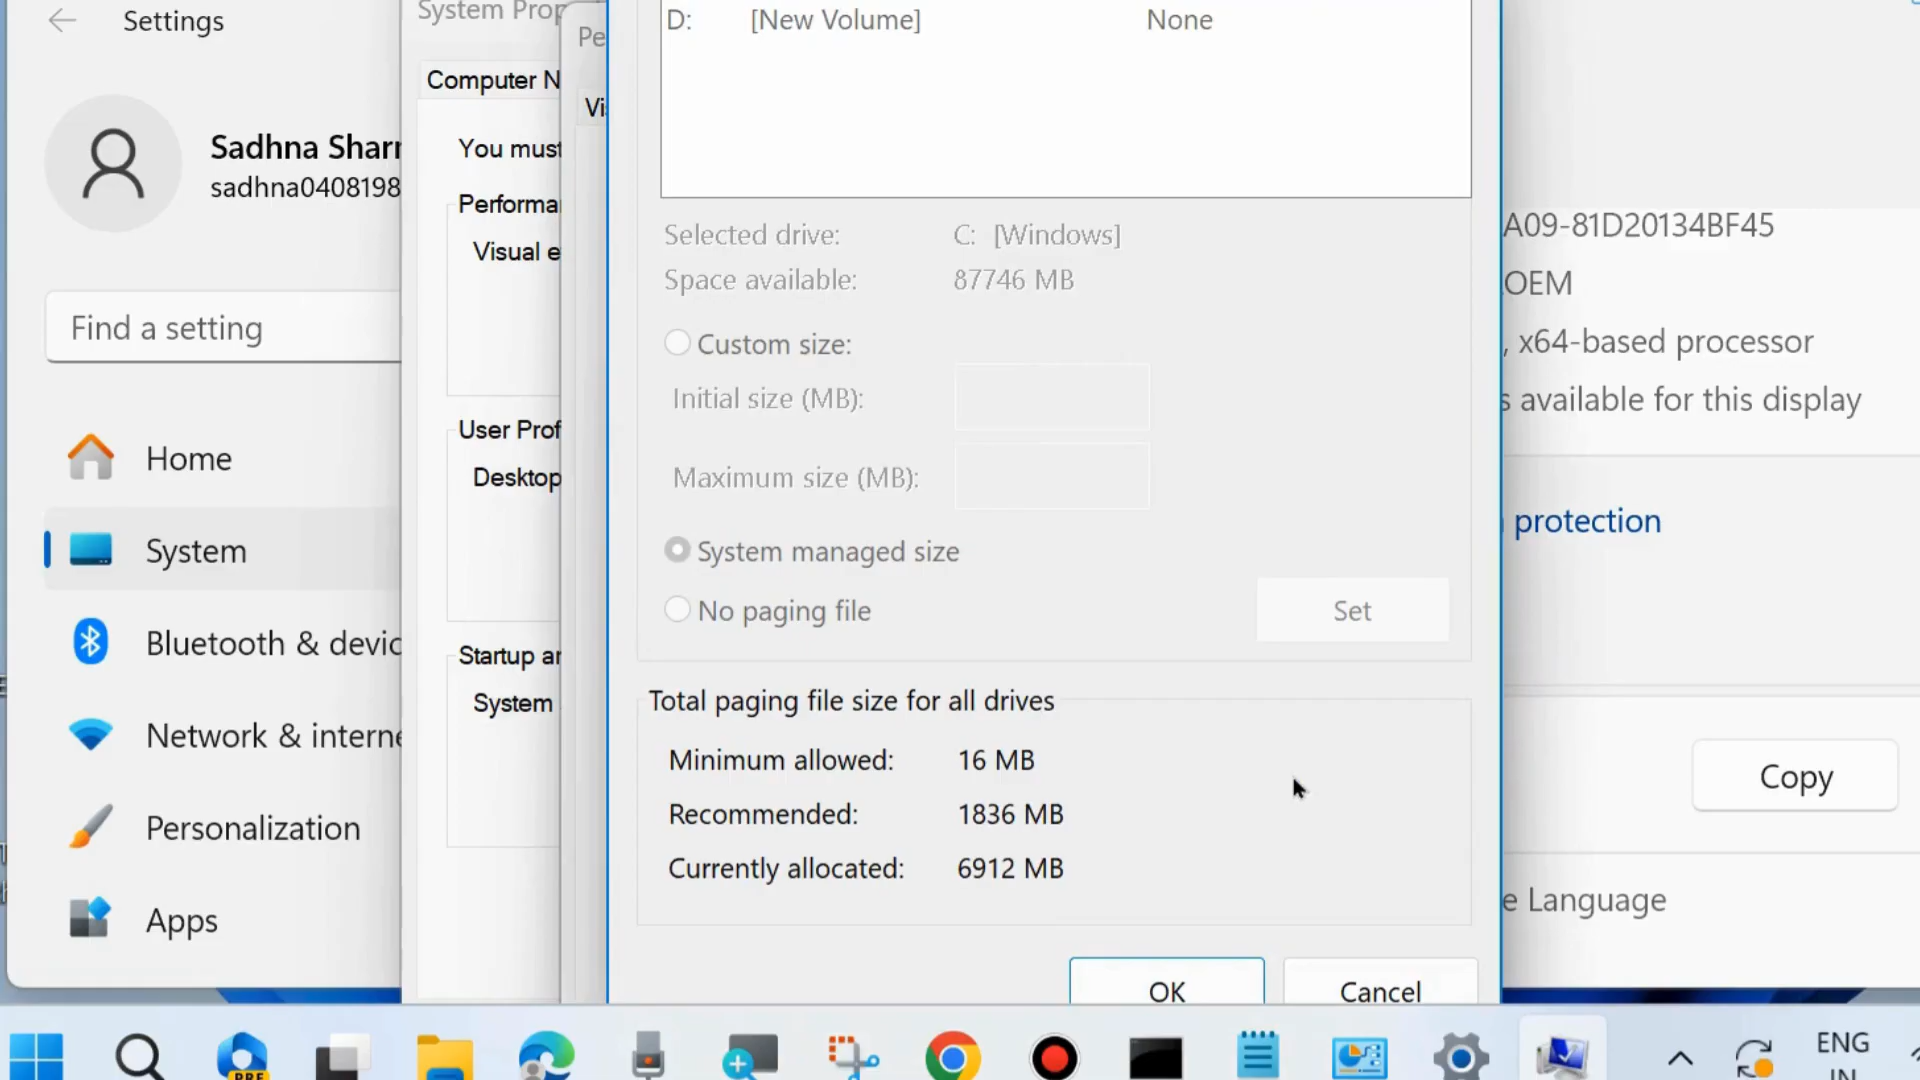 Settings
Sadhna Shar
sadhna0408198
Find a setting
Home
System
Bluetooth & devic
Network & interne
Personalization
Apps
System Prop
Computer N
You must
Performa
Visual e
User Prof
Desktop
Startup an
System
Pe
Vi
D: [New Volume] None
Selected drive: C: [Windows]
Space available: 87746 MB
Custom size:
Initial size (MB):
Maximum size (MB):
System managed size
No paging file
Set
Total paging file size for all drives
Minimum allowed: 16 MB
Recommended: 1836 MB
Currently allocated: 6912 MB
OK
Cancel
A09-81D20134BF45
OEM
, x64-based processor
s available for this display
protection
Copy
e Language
PRE
ENG
IN